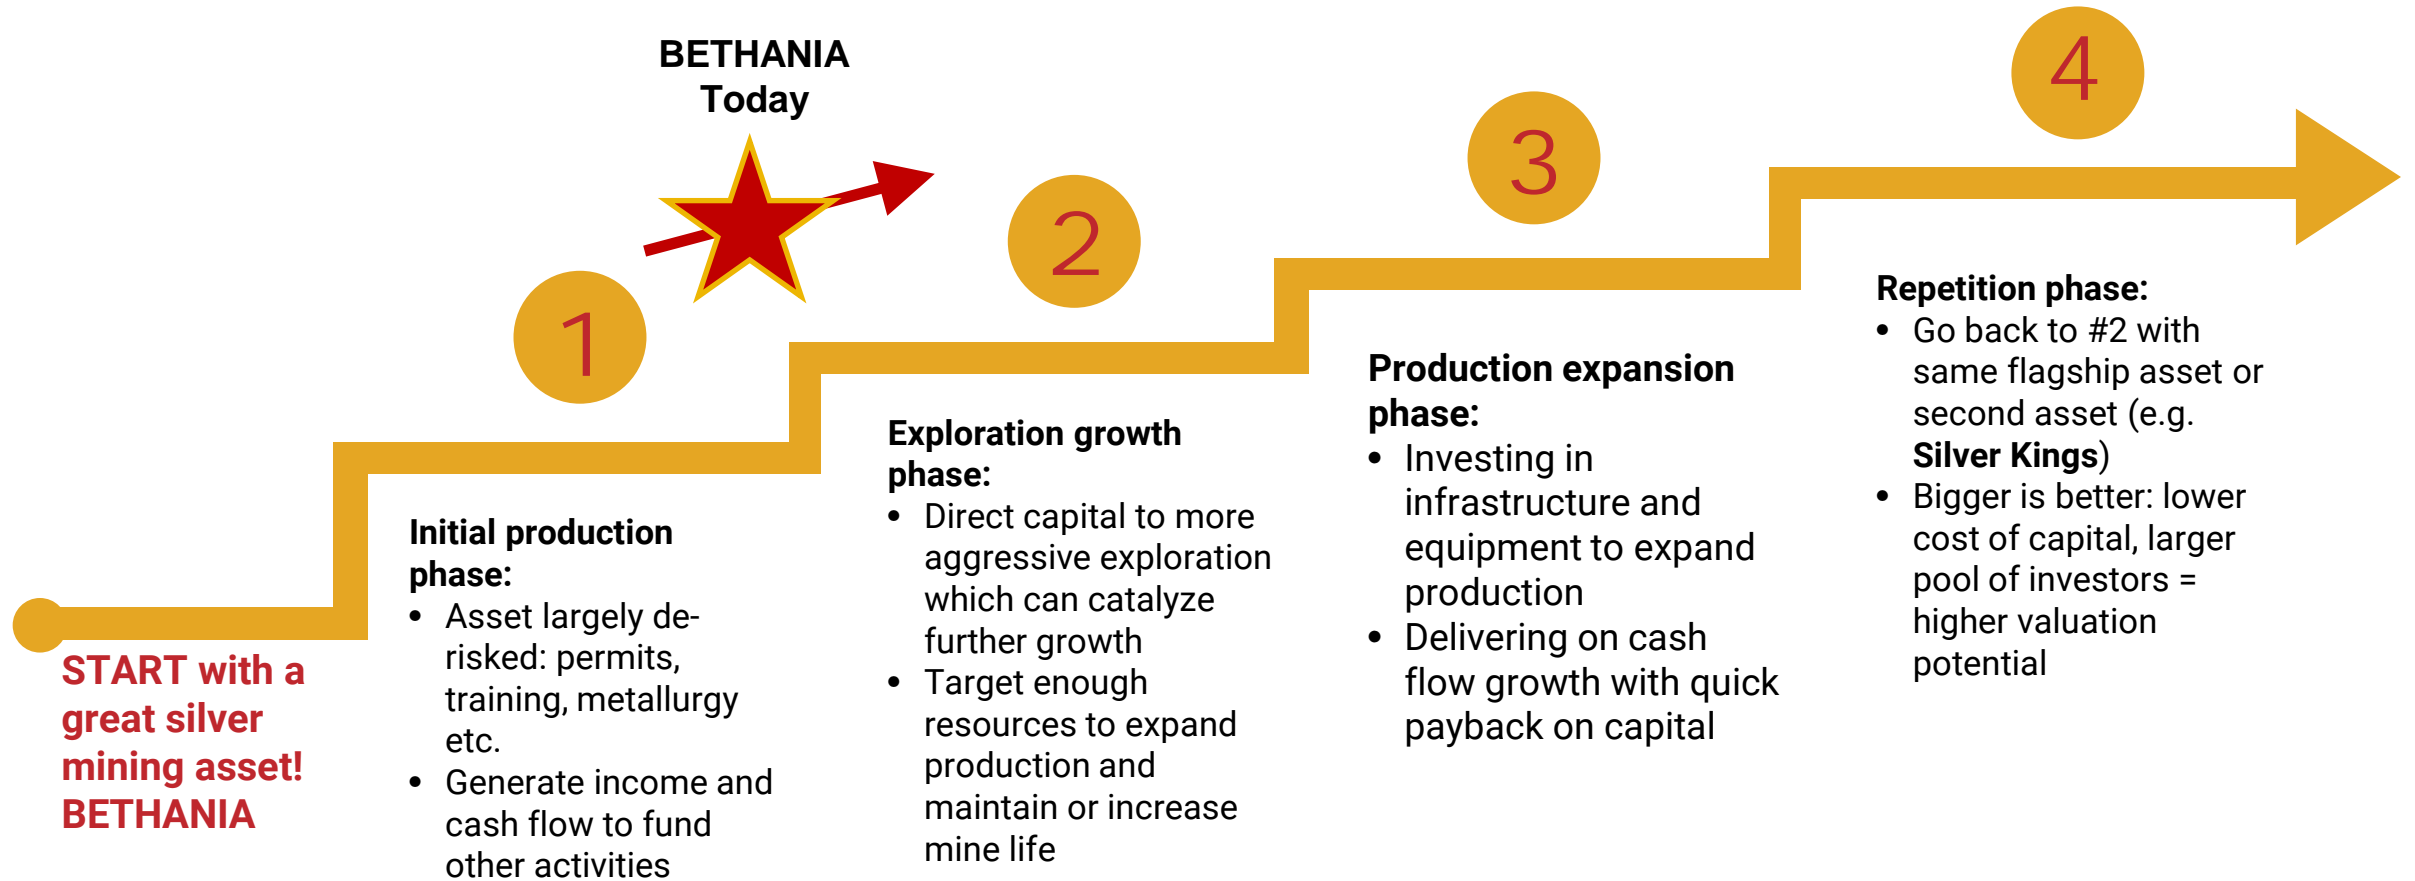 BETHANIA
Today
1
2
3
4
START with a
great silver
mining asset!
BETHANIA
Initial production
phase:
• Asset largely de-
risked: permits,
training, metallurgy
etc.
• Generate income and
cash flow to fund
other activities
Exploration growth
phase:
• Direct capital to more
aggressive exploration
which can catalyze
further growth
• Target enough
resources to expand
production and
maintain or increase
mine life
Production expansion
phase:
• Investing in
infrastructure and
equipment to expand
production
• Delivering on cash
flow growth with quick
payback on capital
Repetition phase:
• Go back to #2 with
same flagship asset or
second asset (e.g.
Silver Kings)
• Bigger is better: lower
cost of capital, larger
pool of investors =
higher valuation
potential